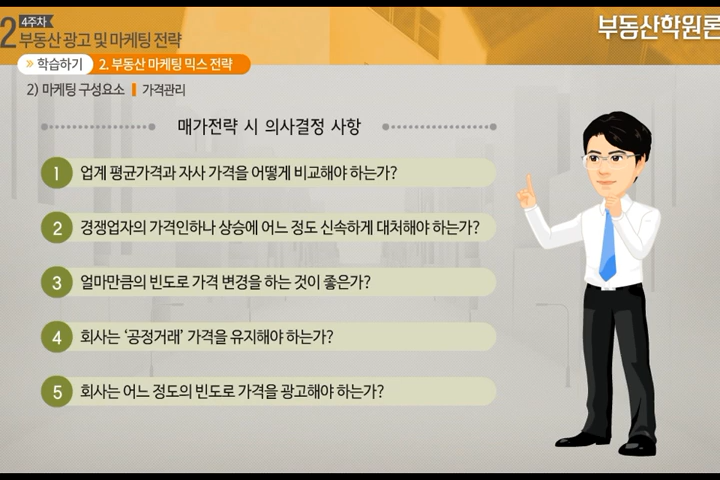 4주차
2 부동산 광고 및 마케팅 전략
부동산학원론
» 학습하기
2. 부동산 마케팅 믹스 전략
2) 마케팅 구성요소 | 가격관리
매가전략 시 의사결정 사항
1 업계 평균가격과 자사 가격을 어떻게 비교해야 하는가?
2 경쟁업자의 가격인하나 상승에 어느 정도 신속하게 대처해야 하는가?
3 얼마만큼의 빈도로 가격 변경을 하는 것이 좋은가?
4 회사는 ‘공정거래’ 가격을 유지해야 하는가?
5 회사는 어느 정도의 빈도로 가격을 광고해야 하는가?